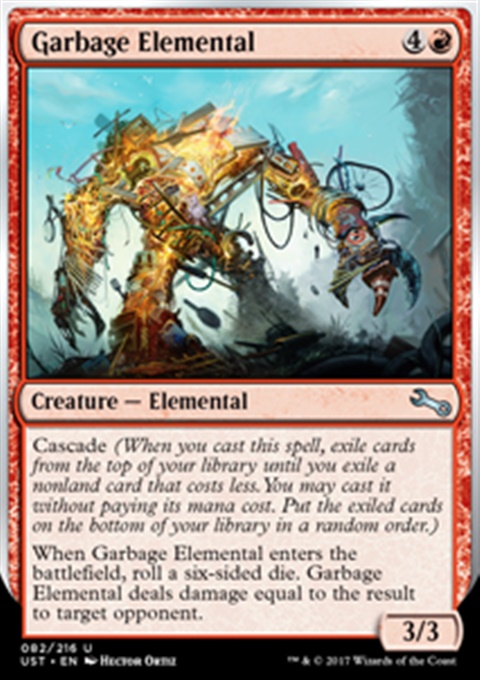 Garbage Elemental 4
Creature — Elemental
Cascade (When you cast this spell, exile cards
from the top of your library until you exile a
nonland card that costs less. You may cast it
without paying its mana cost. Put the exiled cards
on the bottom of your library in a random order.)
When Garbage Elemental enters the
battlefield, roll a six-sided die. Garbage
Elemental deals damage equal to the result
to target opponent.
3/3
082/216 U
UST • EN Hector Ortiz
™ & © 2017 Wizards of the Coast